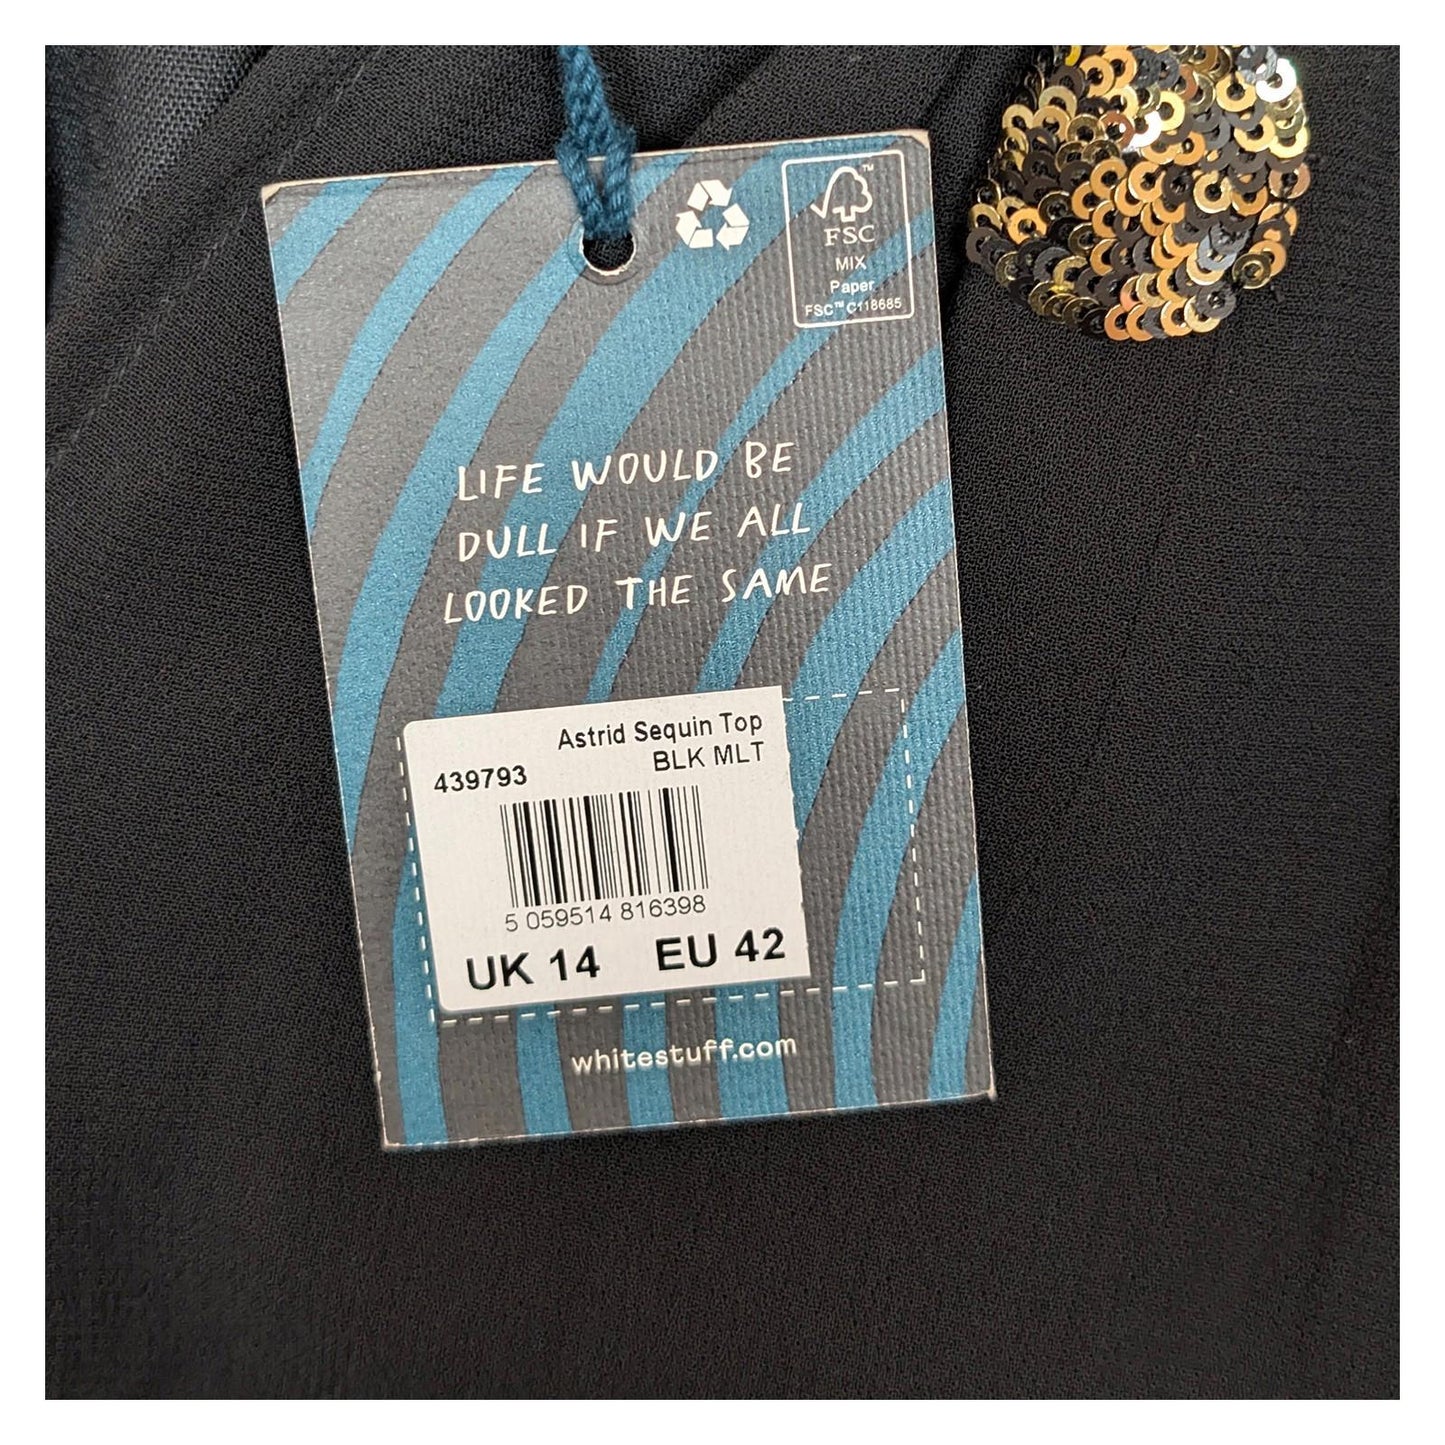 FSC™
MIX
Paper
FSC™ C118685
LIFE WOULD BE
DULL IF WE ALL
LOOKED THE SAME
Astrid Sequin Top
BLK MLT
439793
5 059514 816398
UK 14 EU 42
whitestuff.com